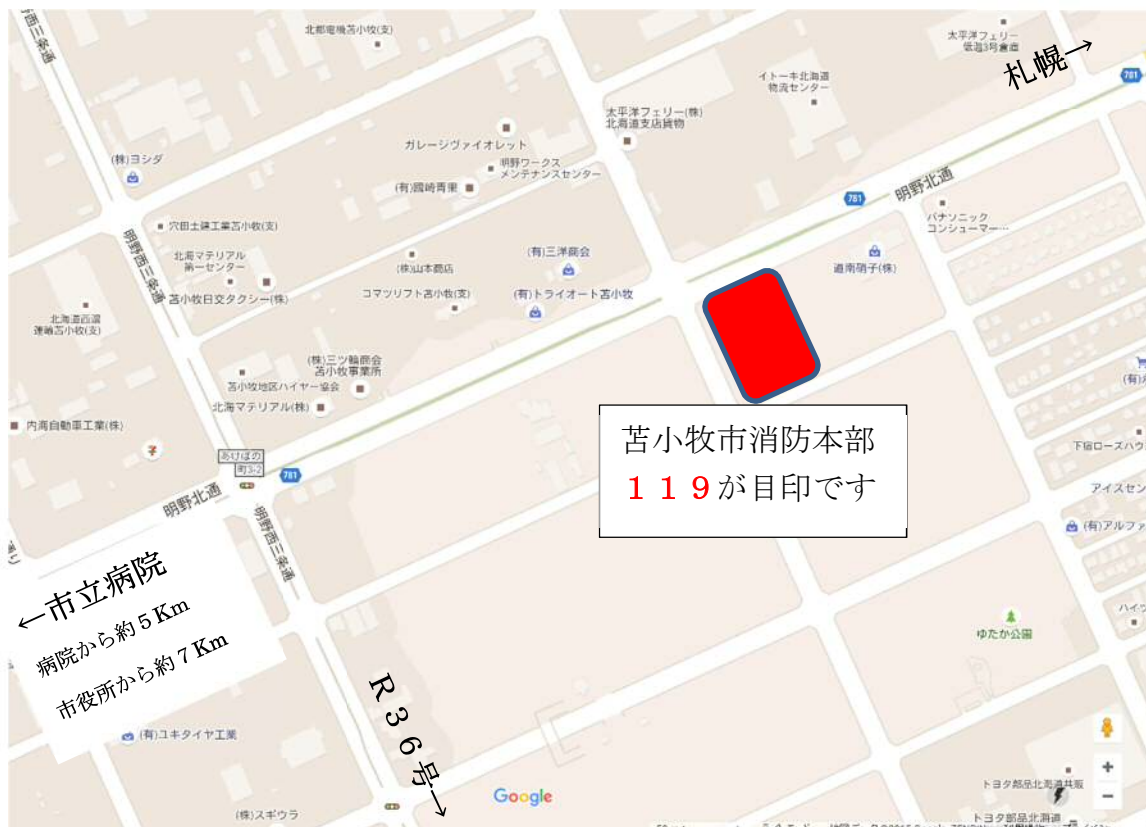 北都電機苫小牧(支)
太平洋フェリー
低温3号倉庫
札幌→
781
イトーキ北海道
物流センター
太平洋フェリー(株)
北海道支店貨物
ガレージヴァイオレット
明野ワークス
メンテナンスセンター
(株)ヨシダ
(有)國崎青果
781
明野北通
パナソニック
コンシューマー…
穴田土建工業苫小牧(支)
明野西三条通
北海マテリアル
第一センター
(株)山本商店
(有)三洋商会
道南硝子(株)
苫小牧日交タクシー(株)
コマツリフト苫小牧(支)
(有)トライオート苫小牧
北海道西濃
運輸苫小牧(支)
(株)三ツ輪商会
苫小牧事業所
苫小牧地区ハイヤー協会
北海マテリアル(株)
内海自動車工業(株)
苫小牧市消防本部
119が目印です
下宿ローズハウ
あけぼの
町3-2
781
明野北通
アイスセン
(有)アルファ
明野西三条通
←市立病院
病院から約5Km
市役所から約7Km
ハイツ
ゆたか公園
R36号→
(有)ユキタイヤ工業
Google
(株)スギウラ
トヨタ部品北海道共販
トヨタ部品北海道